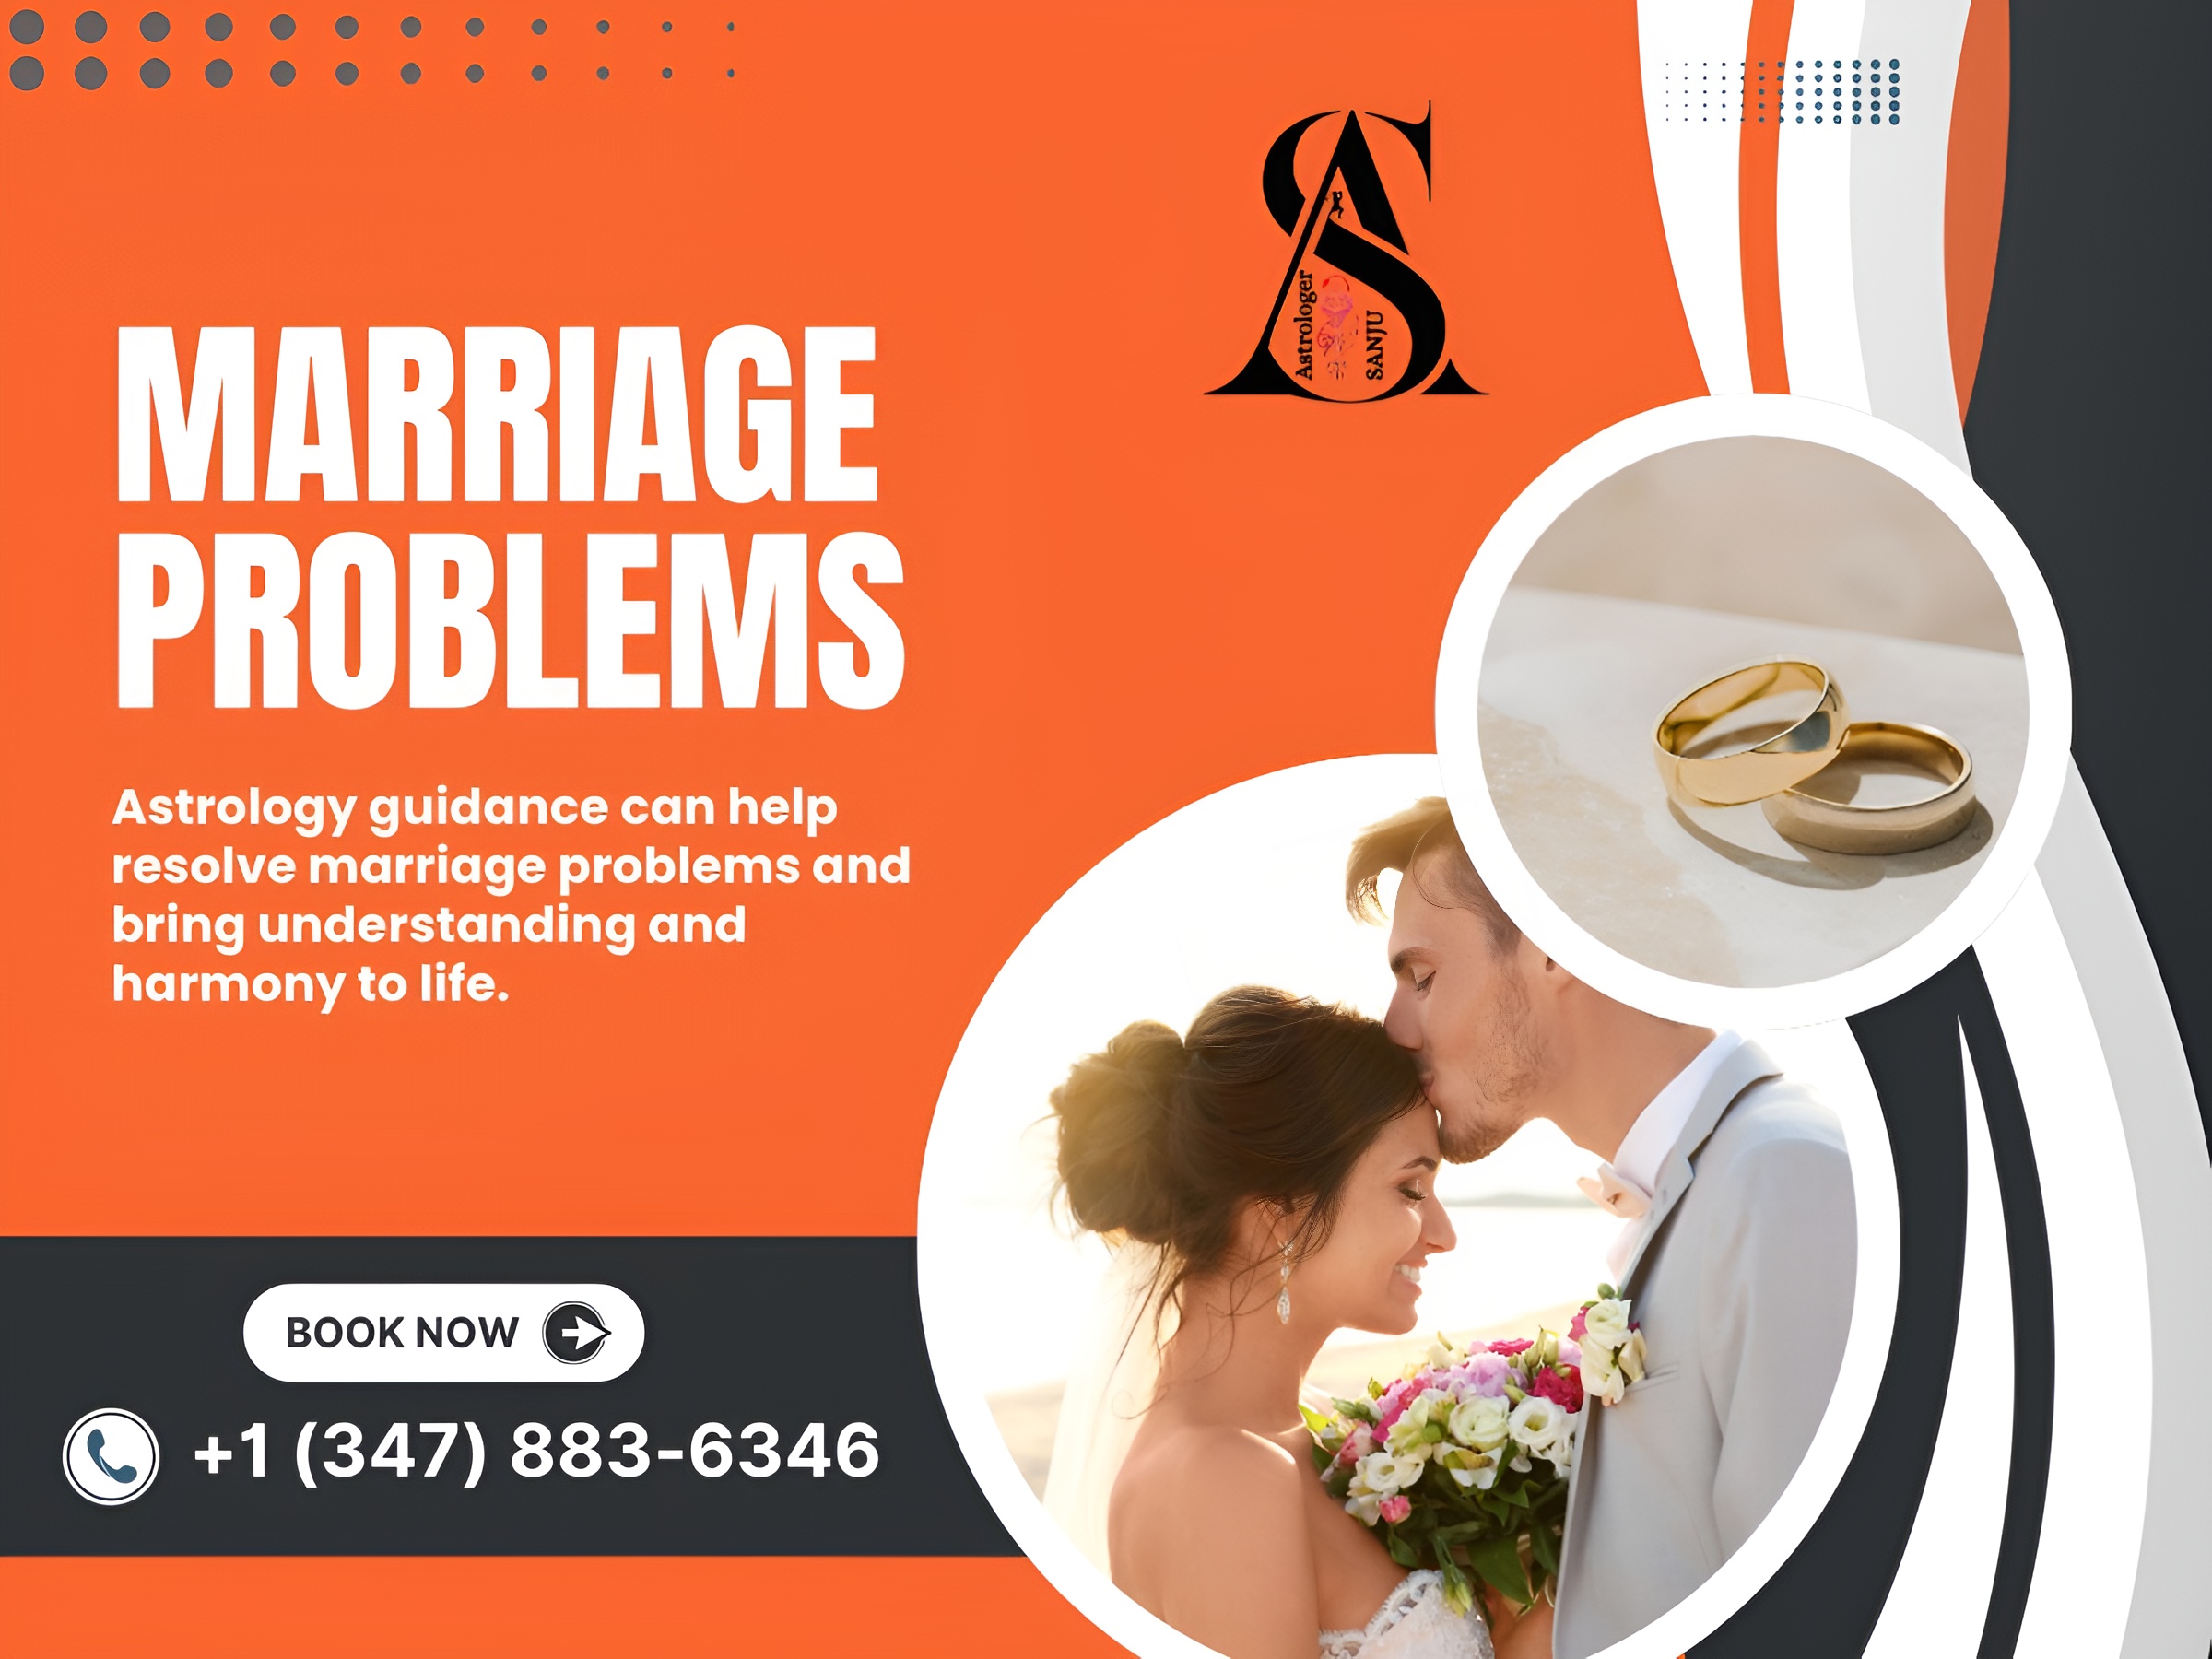 Astrologer
SANJU
MARRIAGE
PROBLEMS
Astrology guidance can help
resolve marriage problems and
bring understanding and
harmony to life.
BOOK NOW
+1 (347) 883-6346